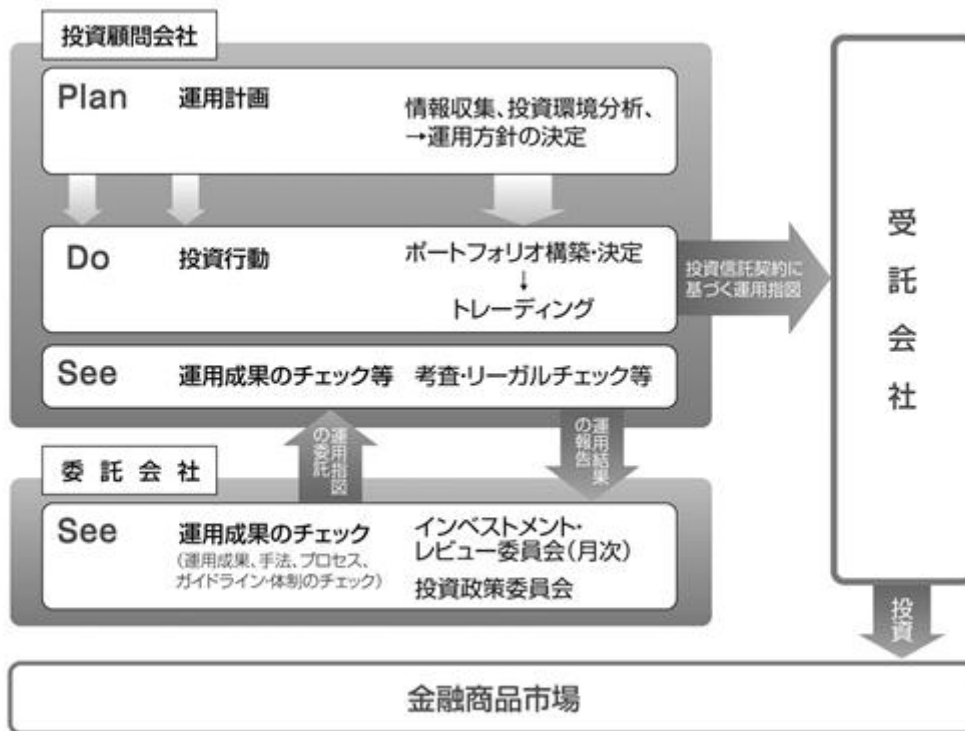 投資顧問会社
Plan 運用計画
情報収集、投資環境分析、
→運用方針の決定
Do 投資行動
ポートフォリオ構築・決定
↓
トレーディング
投資信託契約に
基づく運用指図
See 運用成果のチェック等 考査・リーガルチェック等
運用指図
の委託
運用結果
の報告
委託会社
See 運用成果のチェック
(運用成果、手法、プロセス、
ガイドライン・体制のチェック)
インベストメント・
レビュー委員会(月次)
投資政策委員会
受託会社
投資
金融商品市場